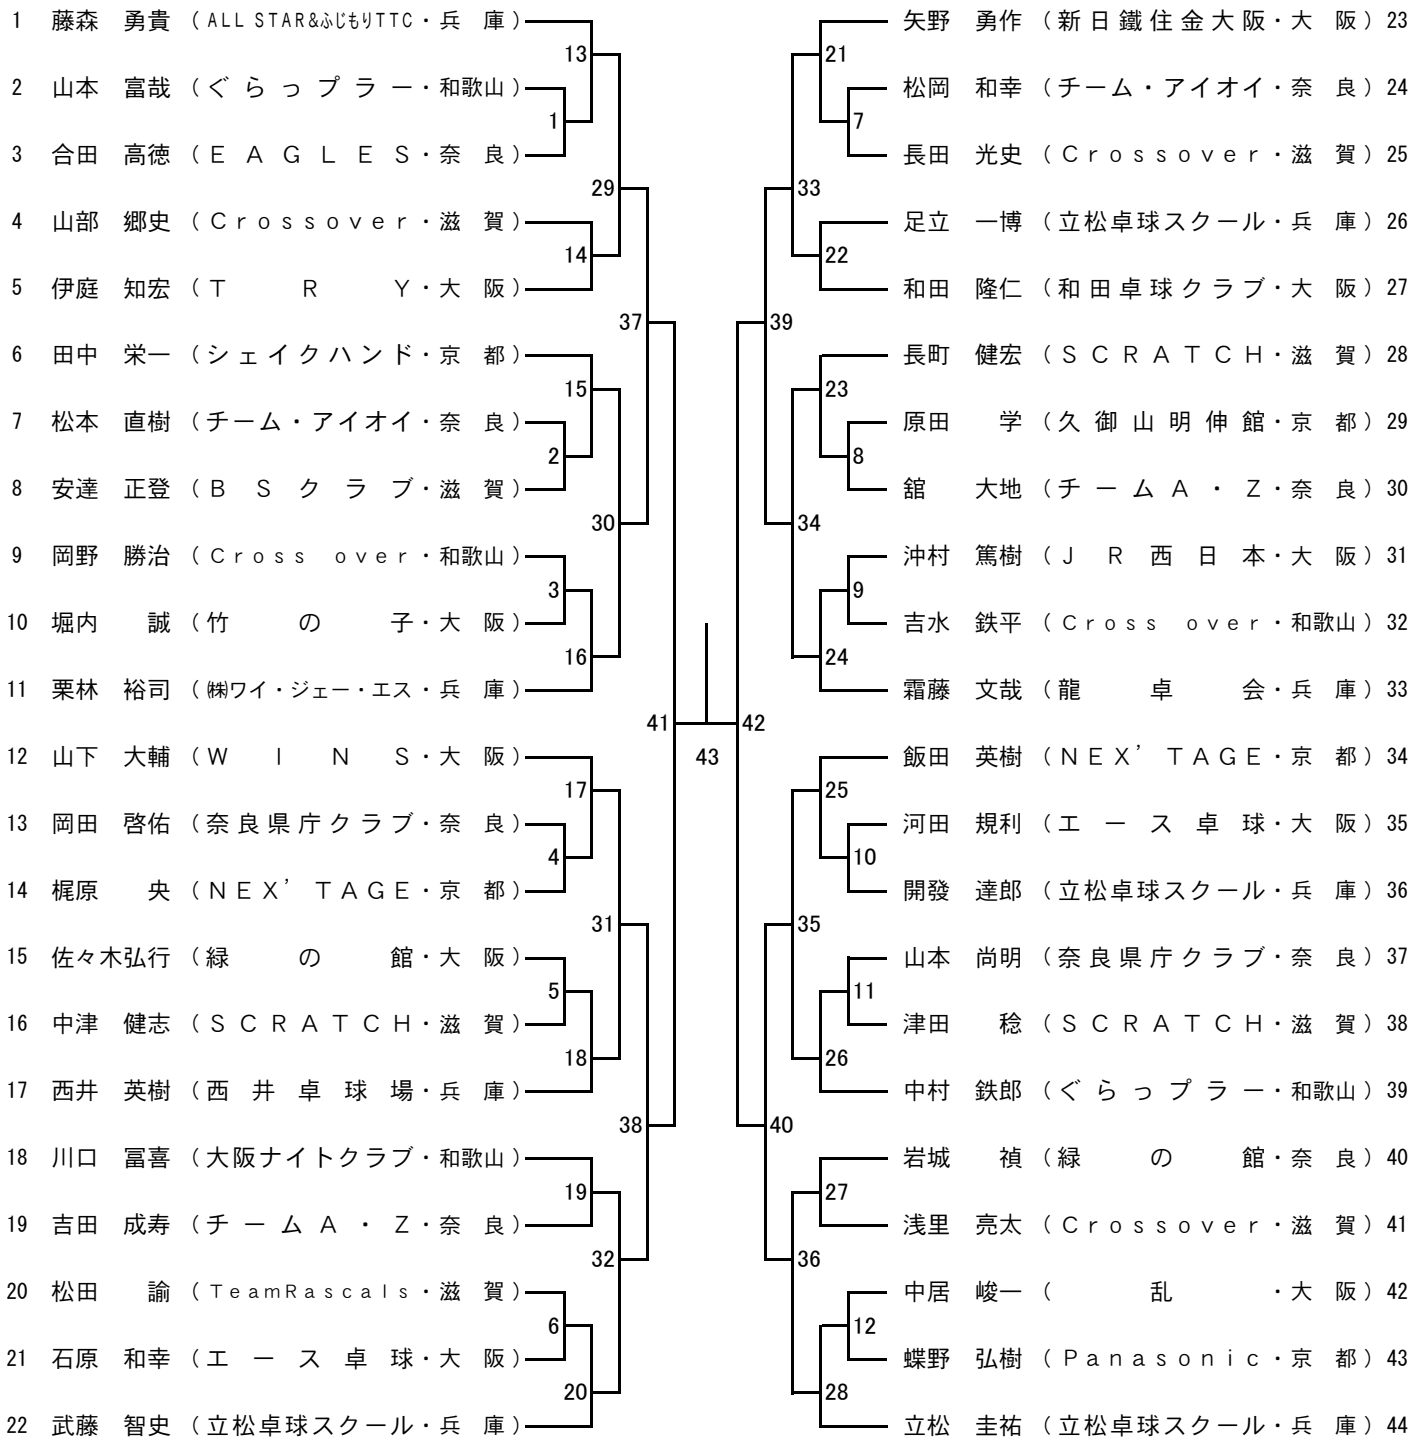 1 藤森 勇貴 (ALL STAR&ふじもりTTC・兵 庫)
13
2 山本 富哉 (ぐらっプラー・和歌山)
1
3 合田 高徳 (EAGLES・奈 良)
29
4 山部 郷史 (Crossover・滋 賀)
14
5 伊庭 知宏 (TRY・大 阪)
37
6 田中 栄一 (シェイクハンド・京 都)
15
7 松本 直樹 (チーム・アイオイ・奈 良)
2
8 安達 正登 (BSクラブ・滋 賀)
30
9 岡野 勝治 (Cross over・和歌山)
3
10 堀内 誠 (竹の子・大 阪)
16
11 栗林 裕司 (㈱ワイ・ジェー・エス・兵 庫)
41
12 山下 大輔 (WINS・大 阪)
17
13 岡田 啓佑 (奈良県庁クラブ・奈 良)
4
14 梶原 央 (NEX'TAGE・京 都)
31
15 佐々木弘行 (緑の館・大 阪)
5
16 中津 健志 (SCRATCH・滋 賀)
18
17 西井 英樹 (西井卓球場・兵 庫)
38
18 川口 冨喜 (大阪ナイトクラブ・和歌山)
19
19 吉田 成寿 (チームA・Z・奈 良)
32
20 松田 諭 (TeamRascals・滋 賀)
6
21 石原 和幸 (エース卓球・大 阪)
20
22 武藤 智史 (立松卓球スクール・兵 庫)
43
矢野 勇作 (新日鐵住金大阪・大 阪) 23
21
松岡 和幸 (チーム・アイオイ・奈 良) 24
7
長田 光史 (Crossover・滋 賀) 25
33
足立 一博 (立松卓球スクール・兵 庫) 26
22
和田 隆仁 (和田卓球クラブ・大 阪) 27
39
長町 健宏 (SCRATCH・滋 賀) 28
23
原田 学 (久御山明伸館・京 都) 29
8
舘 大地 (チームA・Z・奈 良) 30
34
沖村 篤樹 (JR西日本・大 阪) 31
9
吉水 鉄平 (Cross over・和歌山) 32
24
霜藤 文哉 (龍卓会・兵 庫) 33
42
飯田 英樹 (NEX'TAGE・京 都) 34
25
河田 規利 (エース卓球・大 阪) 35
10
開發 達郎 (立松卓球スクール・兵 庫) 36
35
山本 尚明 (奈良県庁クラブ・奈 良) 37
11
津田 稔 (SCRATCH・滋 賀) 38
26
中村 鉄郎 (ぐらっプラー・和歌山) 39
40
岩城 禎 (緑の館・奈 良) 40
27
浅里 亮太 (Crossover・滋 賀) 41
36
中居 峻一 (乱・大 阪) 42
12
蝶野 弘樹 (Panasonic・京 都) 43
28
立松 圭祐 (立松卓球スクール・兵 庫) 44